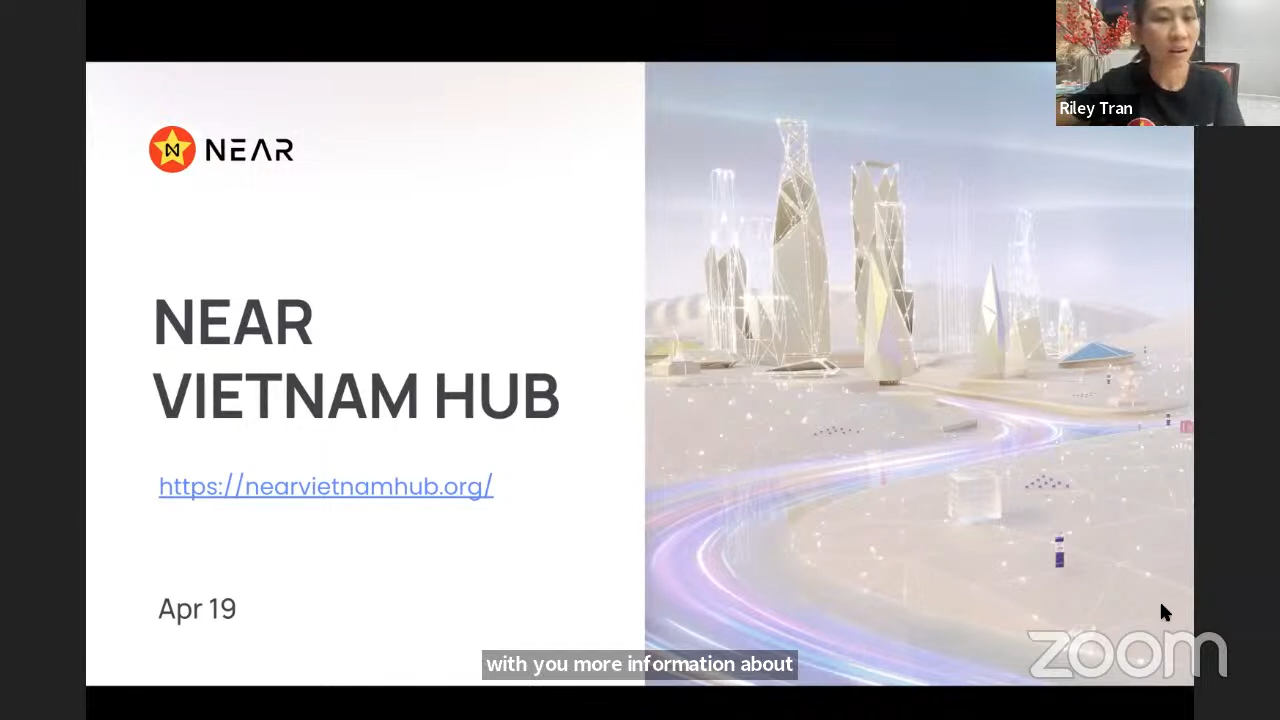 Riley Tran
NEAR
NEAR
VIETNAM HUB
https://nearvietnamhub.org/
Apr 19
with you more information about
zoom